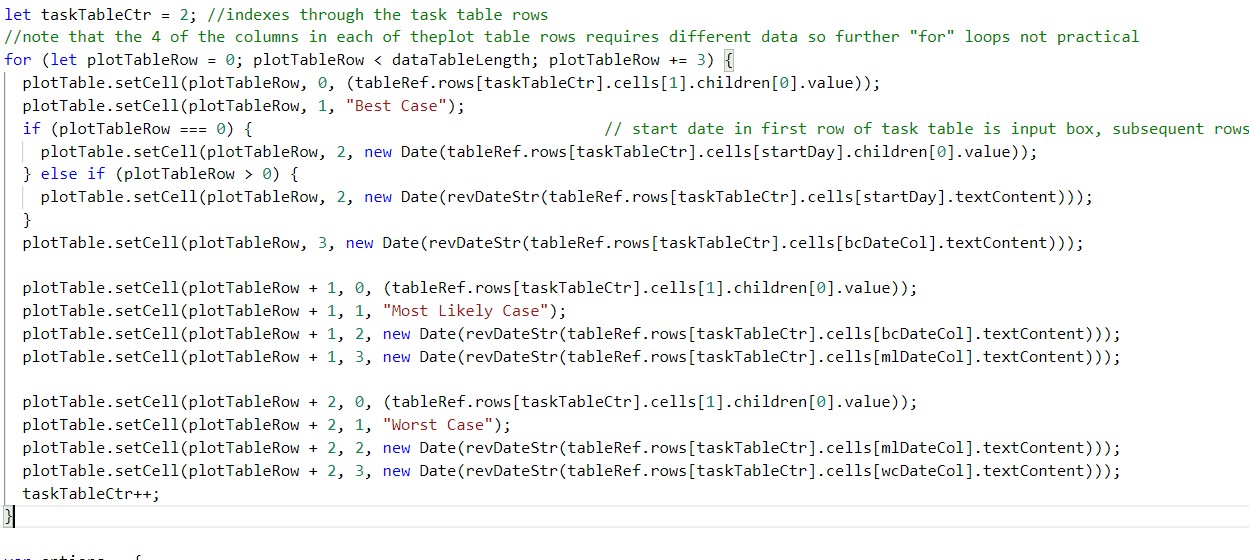 let taskTableCtr = 2; //indexes through the task table rows
//note that the 4 of the columns in each of theplot table rows requires different data so further "for" loops not practical
for (let plotTableRow = 0; plotTableRow < dataTableLength; plotTableRow += 3) {
plotTable.setCell(plotTableRow, 0, (tableRef.rows[taskTableCtr].cells[1].children[0].value));
plotTable.setCell(plotTableRow, 1, "Best Case");
if (plotTableRow === 0) { // start date in first row of task table is input box, subsequent rows
plotTable.setCell(plotTableRow, 2, new Date(tableRef.rows[taskTableCtr].cells[startDay].children[0].value));
} else if (plotTableRow > 0) {
plotTable.setCell(plotTableRow, 2, new Date(revDateStr(tableRef.rows[taskTableCtr].cells[startDay].textContent)));
}
plotTable.setCell(plotTableRow, 3, new Date(revDateStr(tableRef.rows[taskTableCtr].cells[bcDateCol].textContent)));
plotTable.setCell(plotTableRow + 1, 0, (tableRef.rows[taskTableCtr].cells[1].children[0].value));
plotTable.setCell(plotTableRow + 1, 1, "Most Likely Case");
plotTable.setCell(plotTableRow + 1, 2, new Date(revDateStr(tableRef.rows[taskTableCtr].cells[bcDateCol].textContent)));
plotTable.setCell(plotTableRow + 1, 3, new Date(revDateStr(tableRef.rows[taskTableCtr].cells[mlDateCol].textContent)));
plotTable.setCell(plotTableRow + 2, 0, (tableRef.rows[taskTableCtr].cells[1].children[0].value));
plotTable.setCell(plotTableRow + 2, 1, "Worst Case");
plotTable.setCell(plotTableRow + 2, 2, new Date(revDateStr(tableRef.rows[taskTableCtr].cells[mlDateCol].textContent)));
plotTable.setCell(plotTableRow + 2, 3, new Date(revDateStr(tableRef.rows[taskTableCtr].cells[wcDateCol].textContent)));
taskTableCtr++;
}